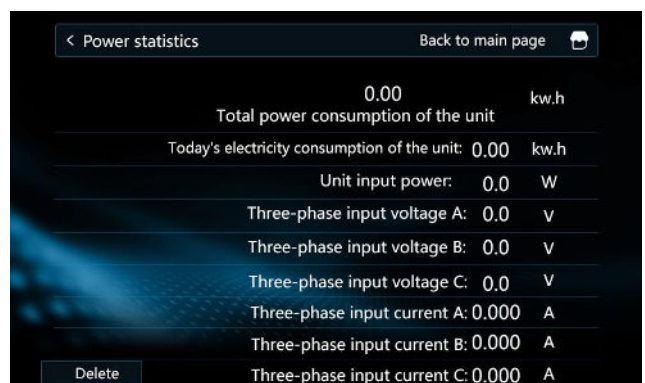 < Power statistics Back to main page
0.00 kw.h
Total power consumption of the unit
Today's electricity consumption of the unit: 0.00 kw.h
Unit input power: 0.0 W
Three-phase input voltage A: 0.0 V
Three-phase input voltage B: 0.0 V
Three-phase input voltage C: 0.0 V
Three-phase input current A: 0.000 A
Three-phase input current B: 0.000 A
Delete Three-phase input current C: 0.000 A